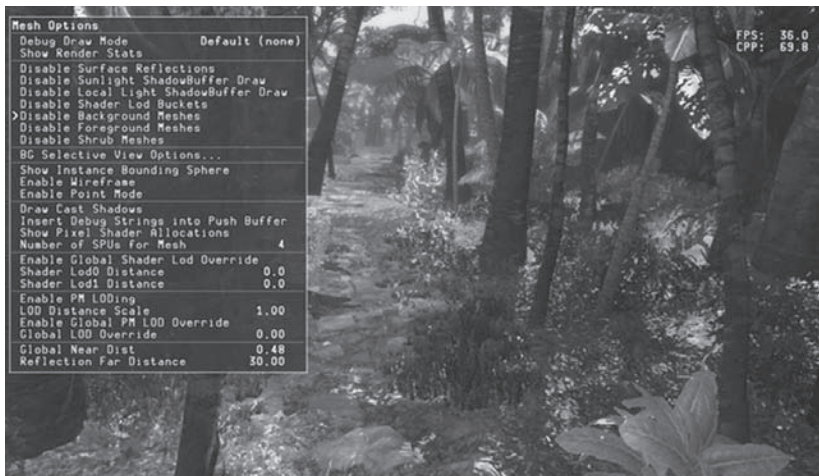 Mesh Options
Debug Draw Mode Default (none)
Show Render Stats
Disable Surface Reflections
Disable Sunlight ShadowBuffer Draw
Disable Local Light ShadowBuffer Draw
Disable Shader Lod Buckets
>Disable Background Meshes
Disable Foreground Meshes
Disable Shrub Meshes
BG Selective View Options...
Show Instance Bounding Sphere
Enable Wireframe
Enable Point Mode
Draw Cast Shadows
Insert Debug Strings into Push Buffer
Show Pixel Shader Allocations
Number of SPUs for Mesh 4
Enable Global Shader Lod Override
Shader Lod0 Distance 0.0
Shader Lod1 Distance 0.0
Enable PM LODing
LOD Distance Scale 1.00
Enable Global PM LOD Override
Global LOD Override 0.00
Global Near Dist 0.48
Reflection Far Distance 30.00
FPS: 36.0
CPP: 69.8